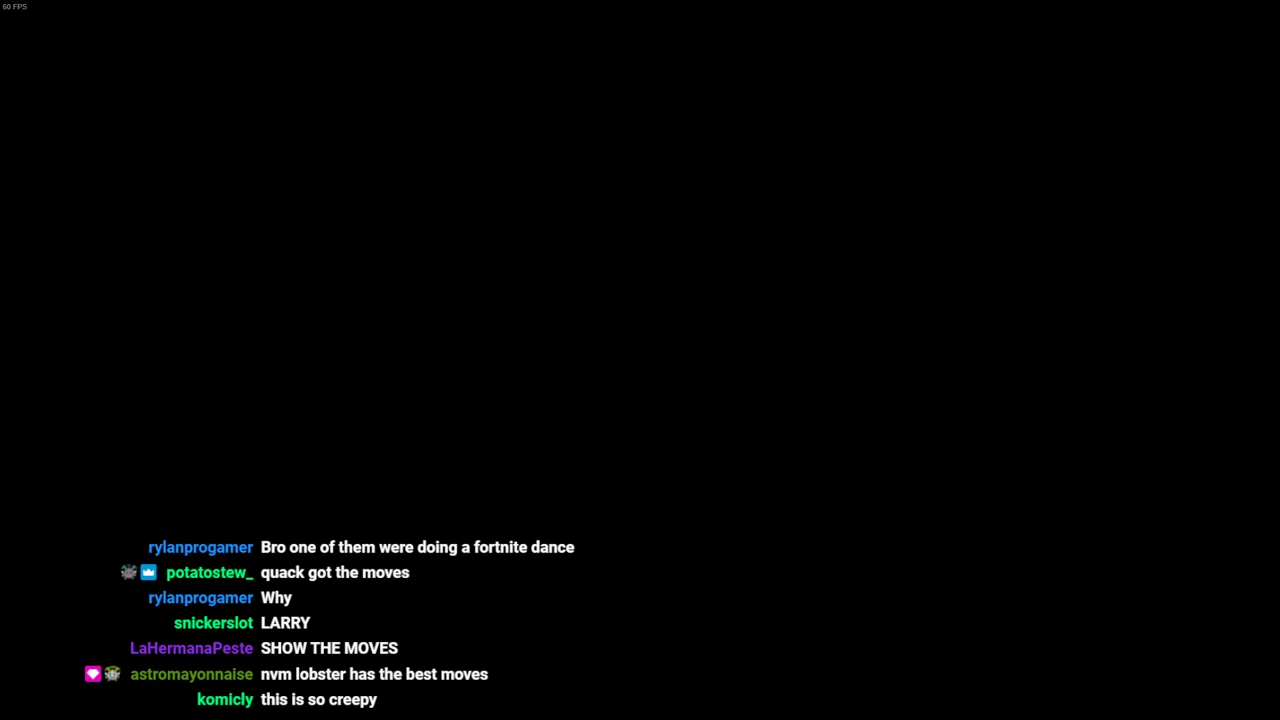 60 FPS
rylanprogamer Bro one of them were doing a fortnite dance
potatostew_ quack got the moves
rylanprogamer Why
snickerslot LARRY
LaHermanaPeste SHOW THE MOVES
astromayonnaise nvm lobster has the best moves
komicly this is so creepy